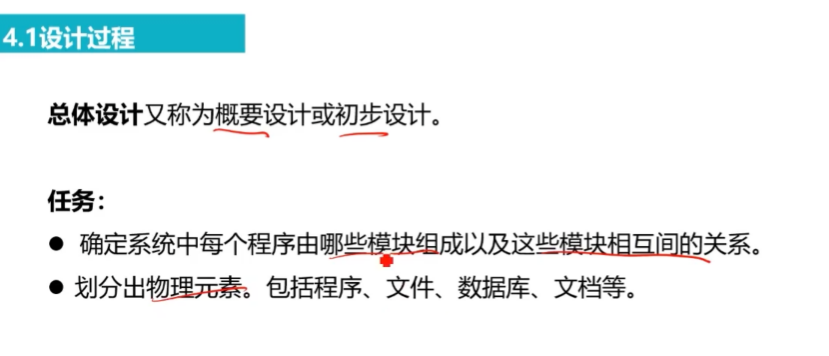 4.1设计过程
总体设计又称为概要设计或初步设计。
任务：
● 确定系统中每个程序由哪些模块组成以及这些模块相互间的关系。
● 划分出物理元素。包括程序、文件、数据库、文档等。